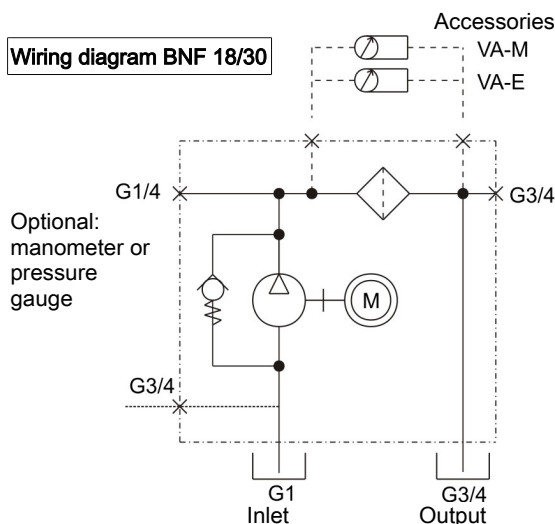 Accessories
Wiring diagram BNF 18/30
VA-M
VA-E
G1/4
G3/4
Optional:
manometer or
pressure
gauge
M
G3/4
G1
Inlet
G3/4
Output